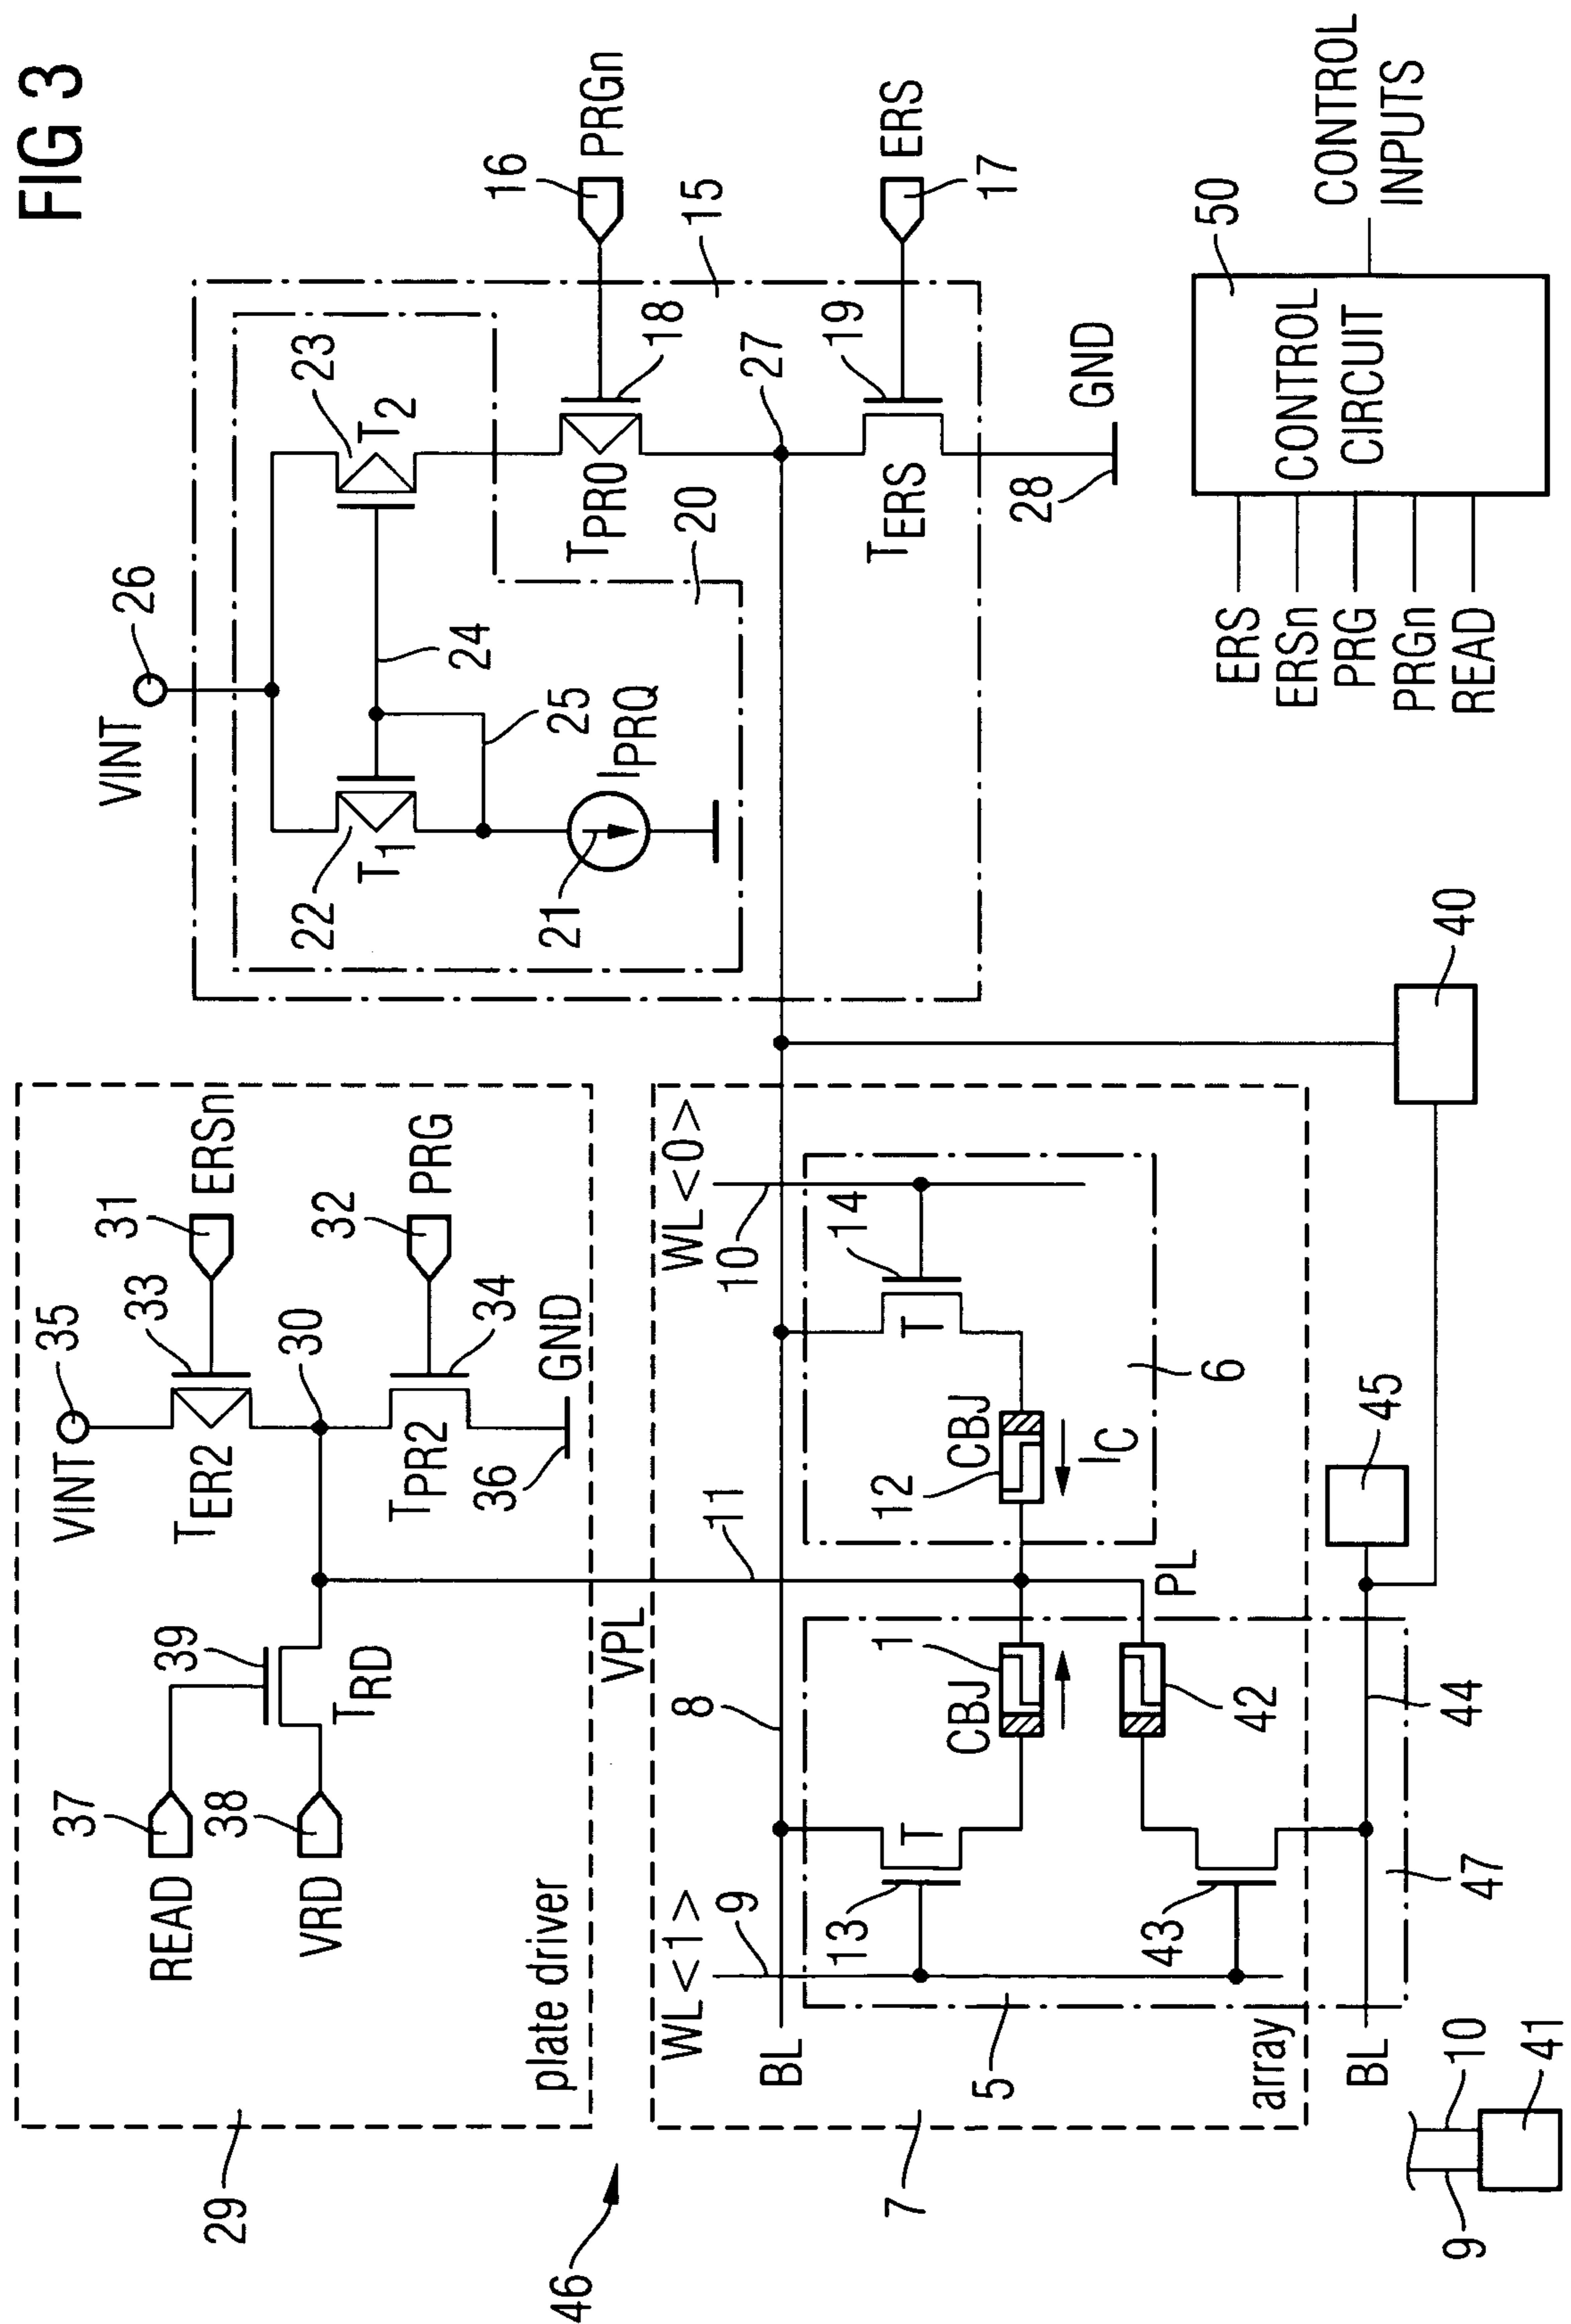 FIG 3
VINT
26
23
T2
22
T1
24
25
21
IPRQ
20
TPRO
18
16
PRGn
15
27
19
TERS
17
ERS
28
GND
29
plate driver
READ
37
VRD
38
39
TRD
VINT
35
33
31
ERSn
TER2
30
32
PRG
34
TPR2
36
GND
VPL
11
46
7
array
WL <1>
9
WL <0>
10
BL
8
5
13
T
CBJ
1
14
T
CBJ
12
IC
6
PL
43
42
BL
44
47
45
40
9
10
41
50
CONTROL
CIRCUIT
CONTROL
INPUTS
ERS
ERSn
PRG
PRGn
READ